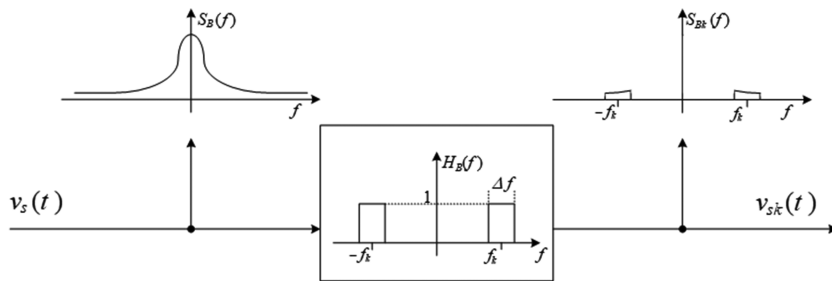 S_B(f)
f
S_Bk(f)
-f_k
f_k
f
v_s(t)
H_B(f)
1
Δf
-f_k
f_k
f
v_sk(t)